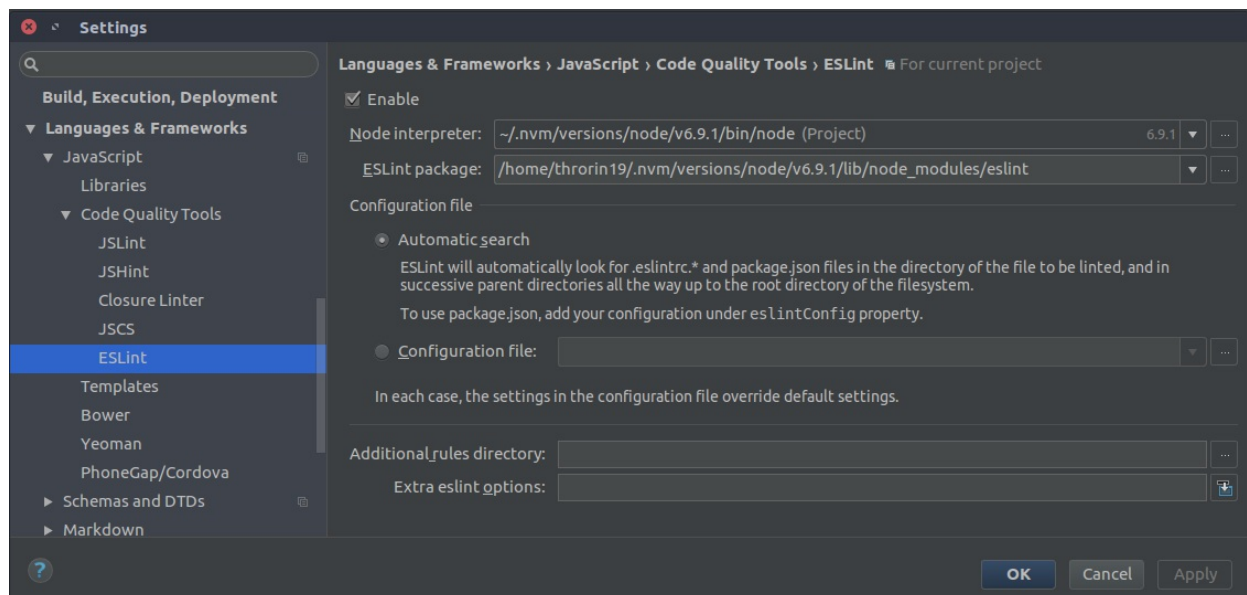 Settings
Build, Execution, Deployment
Languages & Frameworks
JavaScript
Libraries
Code Quality Tools
JSLint
JSHint
Closure Linter
JSCS
ESLint
Templates
Bower
Yeoman
PhoneGap/Cordova
Schemas and DTDs
Markdown
Languages & Frameworks › JavaScript › Code Quality Tools › ESLint For current project
Enable
Node interpreter: ~/.nvm/versions/node/v6.9.1/bin/node (Project) 6.9.1 ...
ESLint package: /home/throrin19/.nvm/versions/node/v6.9.1/lib/node_modules/eslint ...
Configuration file
Automatic search
ESLint will automatically look for .eslintrc.* and package.json files in the directory of the file to be linted, and in
successive parent directories all the way up to the root directory of the filesystem.
To use package.json, add your configuration under eslintConfig property.
Configuration file: ...
In each case, the settings in the configuration file override default settings.
Additional rules directory: ...
Extra eslint options:
?
OK Cancel Apply